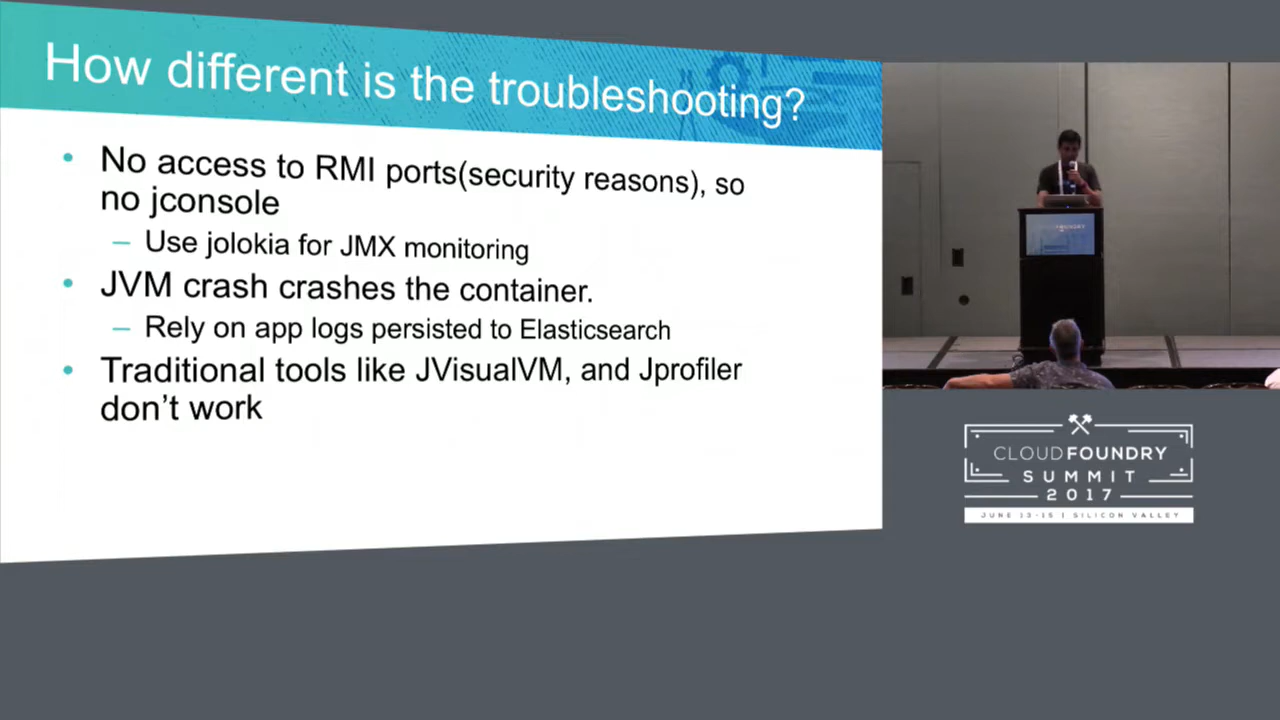 How different is the troubleshooting?
• No access to RMI ports(security reasons), so
no jconsole
– Use jolokia for JMX monitoring
• JVM crash crashes the container.
– Rely on app logs persisted to Elasticsearch
• Traditional tools like JVisualVM, and Jprofiler
don't work
CLOUD FOUNDRY
SUMMIT
2017
JUNE 13-15 | SILICON VALLEY